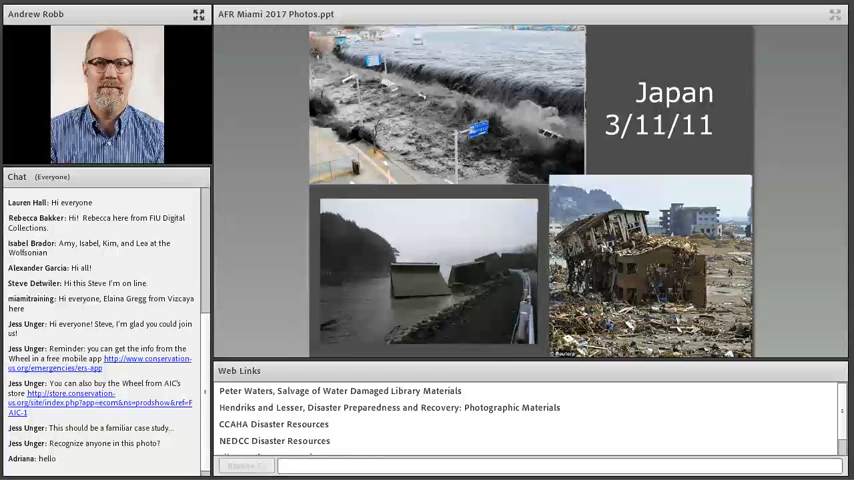 Andrew Robb
AFR Miami 2017 Photos.ppt
Japan
3/11/11
© Reuters
Chat (Everyone)
Lauren Hall: Hi everyone
Rebecca Bakker: Hi! Rebecca here from FIU Digital
Collections.
Isabel Brador: Amy, Isabel, Kim, and Lea at the
Wolfsonian
Alexander Garcia: Hi all!
Steve Detwiler: Hi this Steve I'm on line.
miamitraining: Hi everyone, Elaina Gregg from Vizcaya
here
Jess Unger: Hi everyone! Steve, I'm glad you could join
us!
Jess Unger: Reminder: you can get the info from the
Wheel in a free mobile app http://www.conservation-
us.org/emergencies/ers-app
Jess Unger: You can also buy the Wheel from AIC's
store http://store.conservation-
us.org/site/index.php?app=ecom&ns=prodshow&ref=F
AIC-1
Jess Unger: This should be a familiar case study...
Jess Unger: Recognize anyone in this photo?
Adriana: hello
Web Links
Peter Waters, Salvage of Water Damaged Library Materials
Hendriks and Lesser, Disaster Preparedness and Recovery: Photographic Materials
CCAHA Disaster Resources
NEDCC Disaster Resources
Browse To